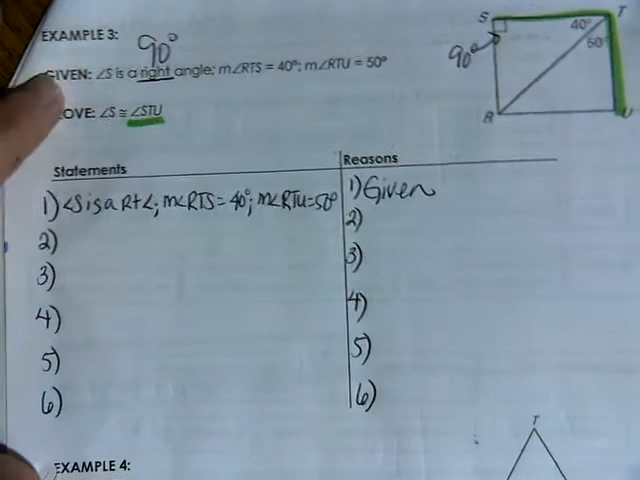 EXAMPLE 3:
90°
GIVEN: ∠S is a right angle; m∠RTS = 40°; m∠RTU = 50°
OVE: ∠S ≅ ∠STU
S
T
40°
50°
90°
R
U
Statements
Reasons
1) ∠S is a Rt ∠; m∠RTS = 40°; m∠RTU = 50°
1) Given
2)
2)
3)
3)
4)
4)
5)
5)
6)
6)
T
EXAMPLE 4: